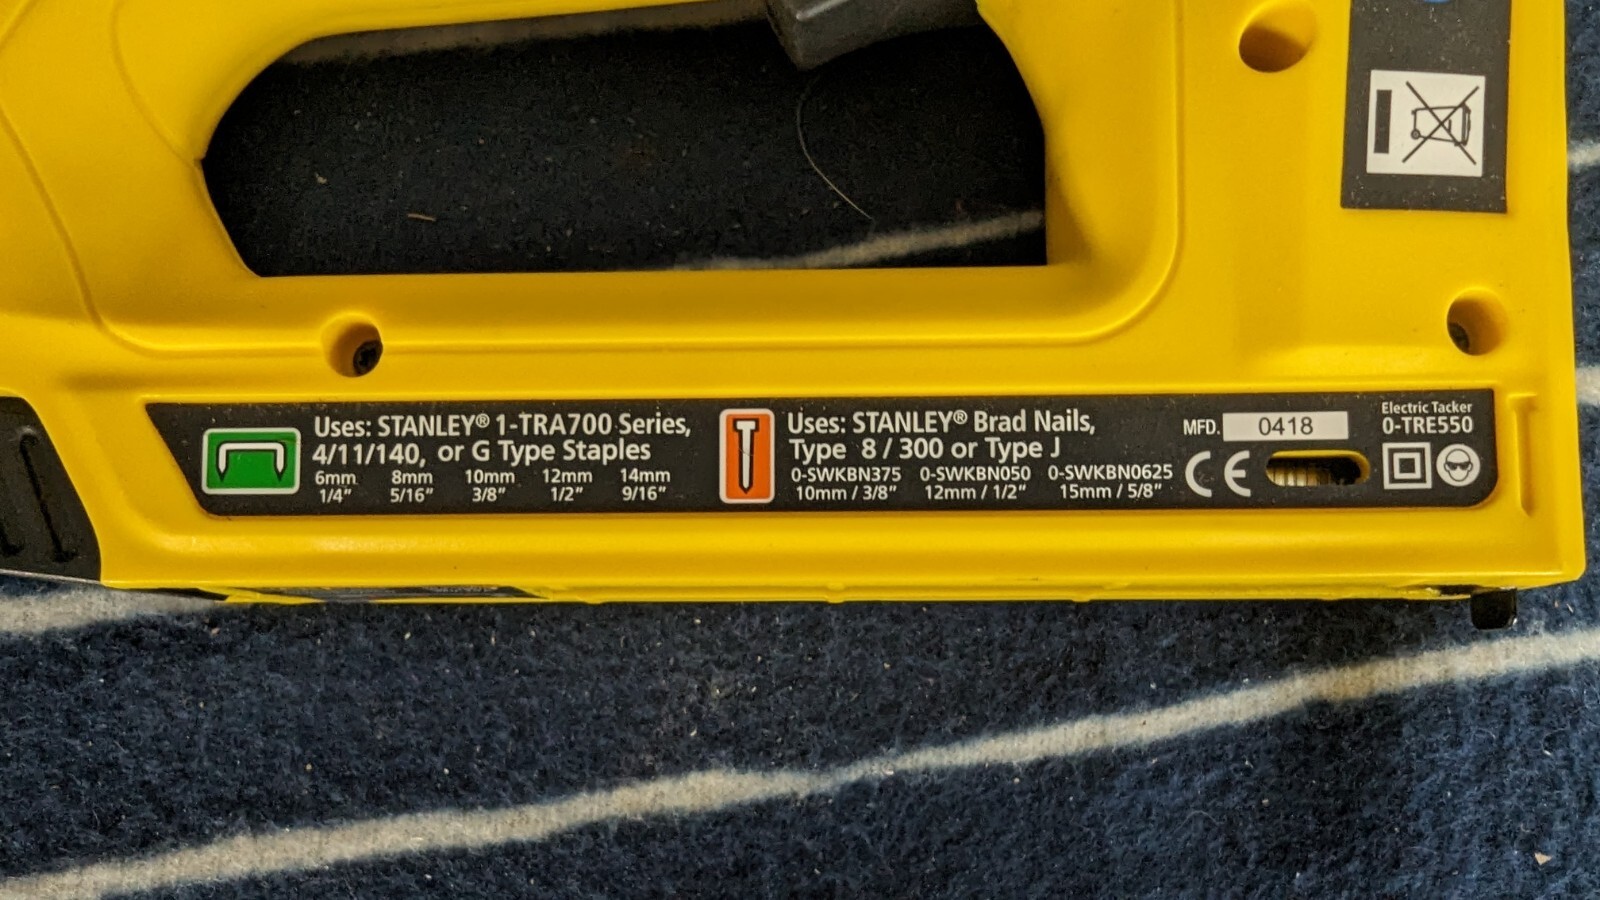 Uses: STANLEY® 1-TRA700 Series,
4/11/140, or G Type Staples
6mm 8mm 10mm 12mm 14mm
1/4" 5/16" 3/8" 1/2" 9/16"
Uses: STANLEY® Brad Nails,
Type 8 / 300 or Type J
0-SWKBN375 0-SWKBN050 0-SWKBN0625
10mm / 3/8" 12mm / 1/2" 15mm / 5/8"
MFD. 0418
CE
Electric Tacker
0-TRE550